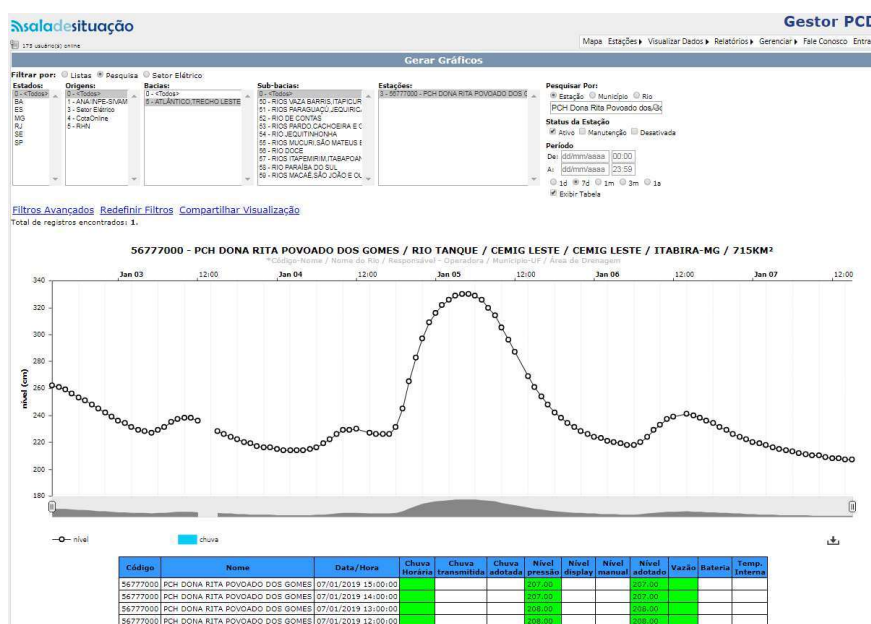 saladesituação
Gestor PCD
175 usuário(s) online
Mapa Estações Visualizar Dados Relatórios Gerenciar Fale Conosco Entra
Gerar Gráficos
Filtrar por: Listas Pesquisa Setor Elétrico
Estados: Origens: Bacias: Sub-bacias: Estações: Pesquisar Por:
0 - <Todos> 0 - <Todos> 0 - <Todos> 0 - <Todos> 3 - 56777000 - PCH DONA RITA POVOADO DOS G Estação Município Rio
BA 1 - ANA/INPE-SIVAM 5 - ATLÂNTICO,TRECHO LESTE 50 - RIOS VAZA BARRIS,ITAPICUR
ES 3 - Setor Elétrico 51 - RIOS PARAGUAÇÚ,JEQUIRIÇ PCH Dona Rita Povoado dos Go
MG 4 - CotaOnline 52 - RIO DE CONTAS
RJ 5 - RHN 53 - RIOS PARDO,CACHOEIRA E C Status da Estação
SE 54 - RIO JEQUITINHONHA Ativo Manutenção Desativada
SP 55 - RIOS MUCURI,SÃO MATEUS E Período
56 - RIO DOCE De: dd/mm/aaaa 00:00
57 - RIOS ITAPEMIRIM,ITABAPOAN
58 - RIO PARAÍBA DO SUL A: dd/mm/aaaa 23:59
59 - RIOS MACAÉ,SÃO JOÃO E OU 1d 7d 1m 3m 1a
Exibir Tabela
Filtros Avançados Redefinir Filtros Compartilhar Visualização
Total de registros encontrados: 1.
56777000 - PCH DONA RITA POVOADO DOS GOMES / RIO TANQUE / CEMIG LESTE / CEMIG LESTE / ITABIRA-MG / 715KM²
*Código-Nome / Nome do Rio / Responsável - Operadora / Município-UF / Área de Drenagem
Jan 03 12:00 Jan 04 12:00 Jan 05 12:00 Jan 06 12:00 Jan 07 12:00
340
320
300
280
260
240
220
200
180
nível (cm)
nível chuva
Código Nome Data/Hora Chuva Horária Chuva transmitida Chuva adotada Nível pressão Nível display Nível manual Nível adotado Vazão Bateria Temp. Interna
56777000 PCH DONA RITA POVOADO DOS GOMES 07/01/2019 15:00:00 207.00 207.00
56777000 PCH DONA RITA POVOADO DOS GOMES 07/01/2019 14:00:00 207.00 207.00
56777000 PCH DONA RITA POVOADO DOS GOMES 07/01/2019 13:00:00 208.00 208.00
56777000 PCH DONA RITA POVOADO DOS GOMES 07/01/2019 12:00:00 208.00 208.00